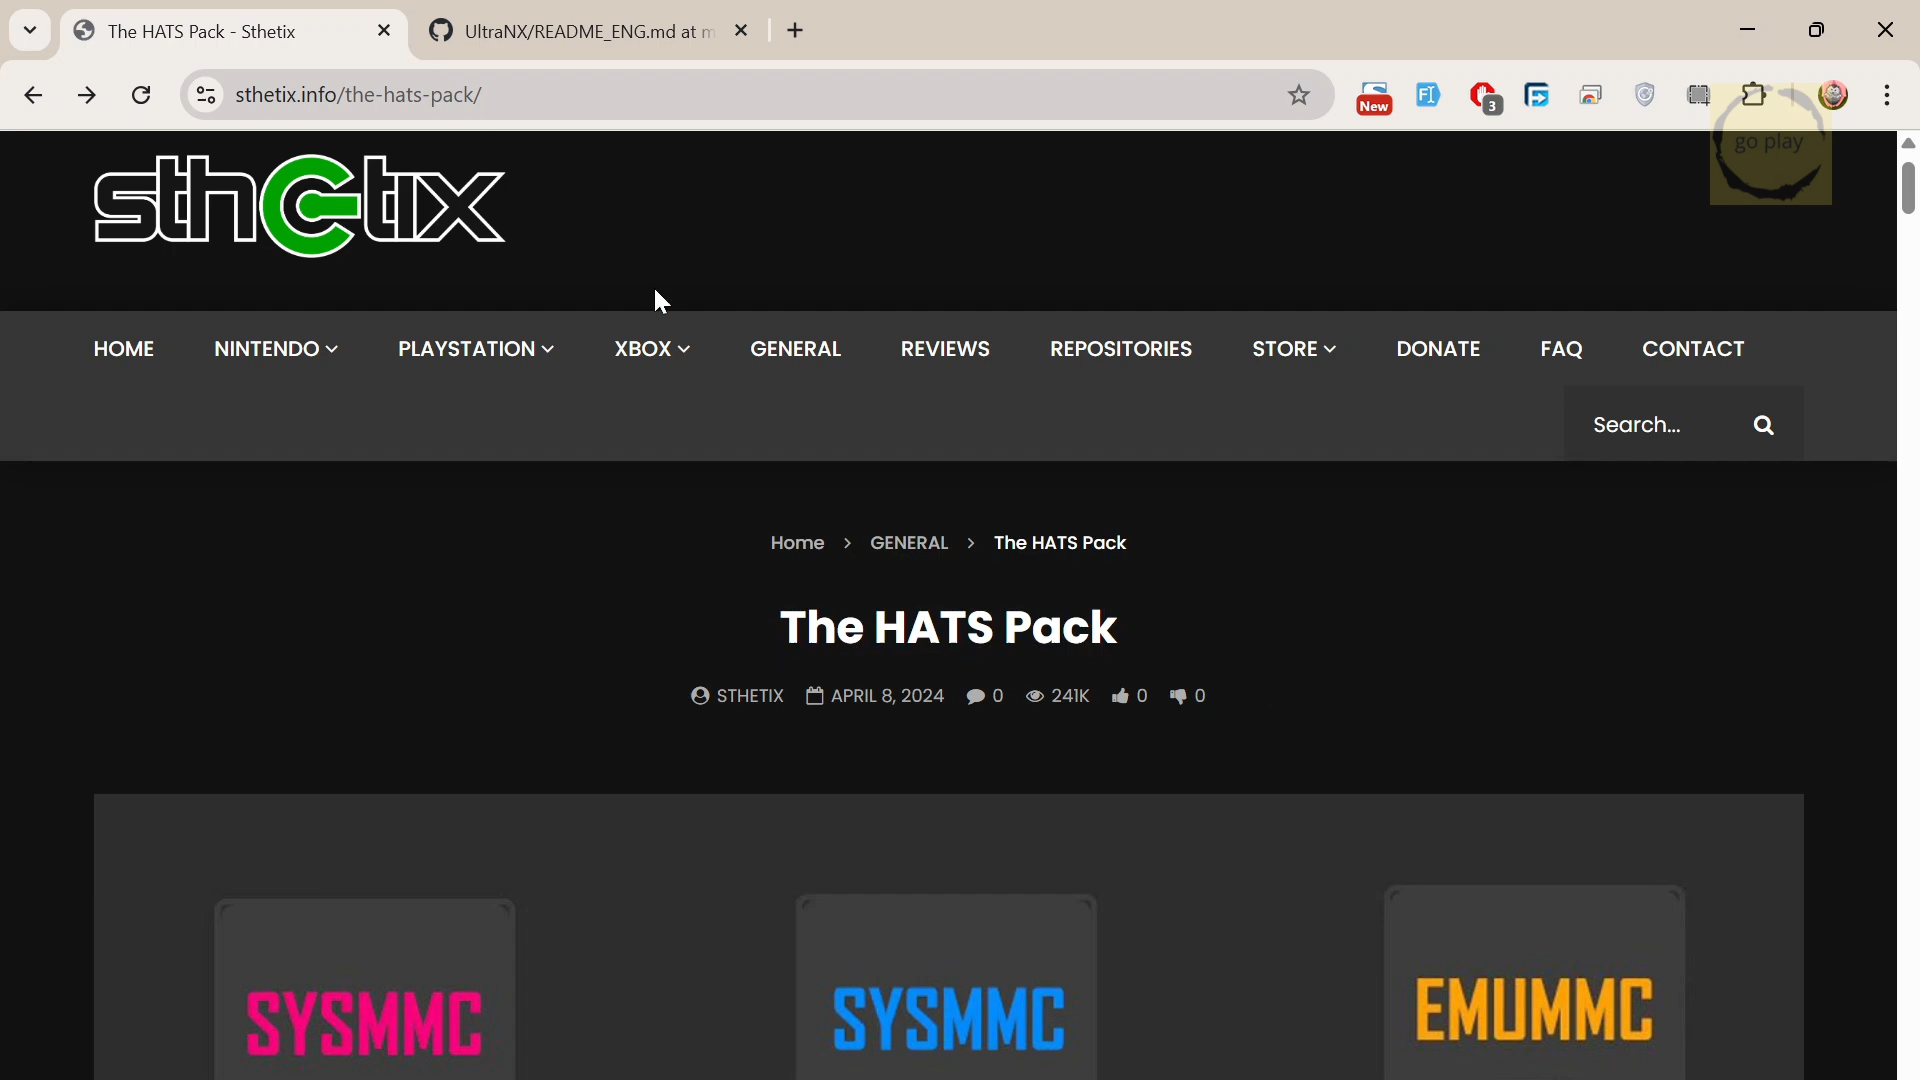 The HATS Pack - Sthetix
UltraNX/README_ENG.md at m
sthetix.info/the-hats-pack/
New
3
go play
sthetix
HOME NINTENDO PLAYSTATION XBOX GENERAL REVIEWS REPOSITORIES STORE DONATE FAQ CONTACT
Search...
Home > GENERAL > The HATS Pack
The HATS Pack
STHETIX APRIL 8, 2024 0 241K 0 0
SYSMMC SYSMMC EMUMMC